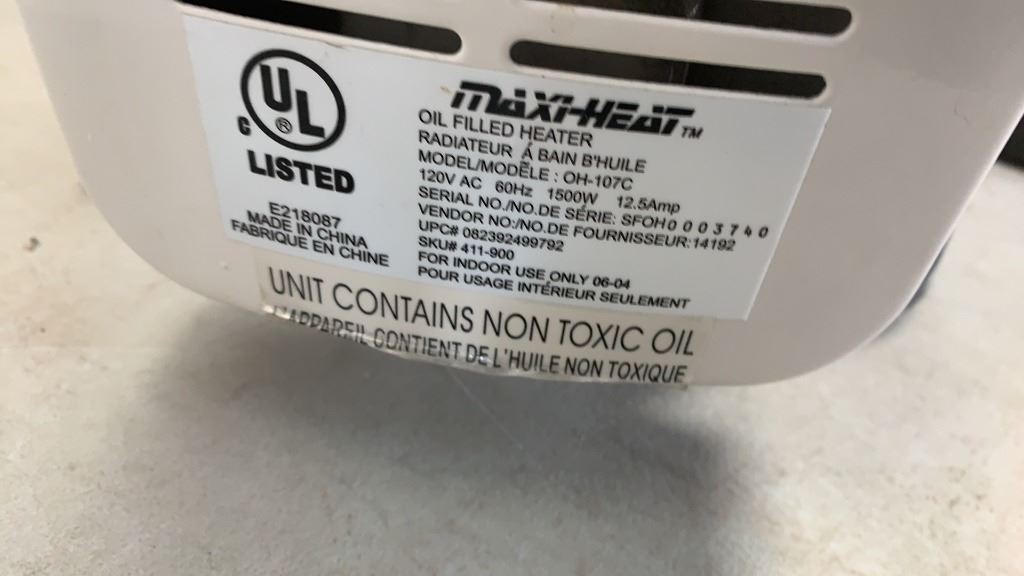 c UL ®
LISTED
E218087
MADE IN CHINA
FABRIQUE EN CHINE
MAXI-HEAT™
OIL FILLED HEATER
RADIATEUR Á BAIN B'HUILE
MODEL/MODÈLE : OH-107C
120V AC 60Hz 1500W 12.5Amp
SERIAL NO./NO.DE SÉRIE: SFOH0003740
VENDOR NO:/NO.DE FOURNISSEUR:14192
UPC# 082392499792
SKU# 411-900
FOR INDOOR USE ONLY 06-04
POUR USAGE INTÉRIEUR SEULEMENT
UNIT CONTAINS NON TOXIC OIL
L'APPAREIL CONTIENT DE L'HUILE NON TOXIQUE